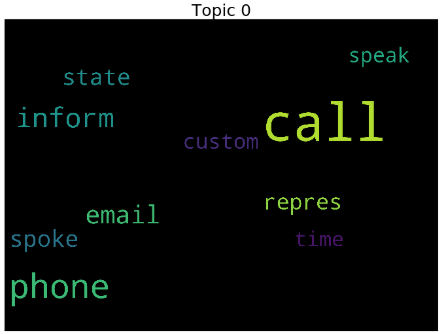 Topic 0
speak
state
inform
call
custom
repres
email
spoke
time
phone